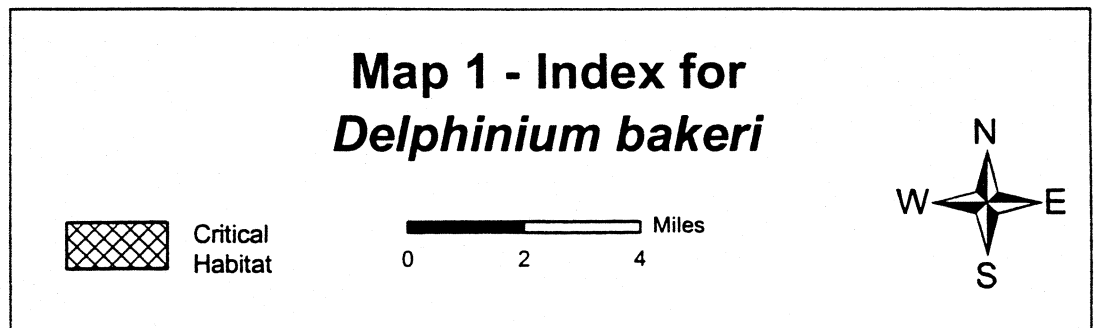 Map 1 - Index for
Delphinium bakeri
N
W E
S
Critical
Habitat
Miles
0 2 4